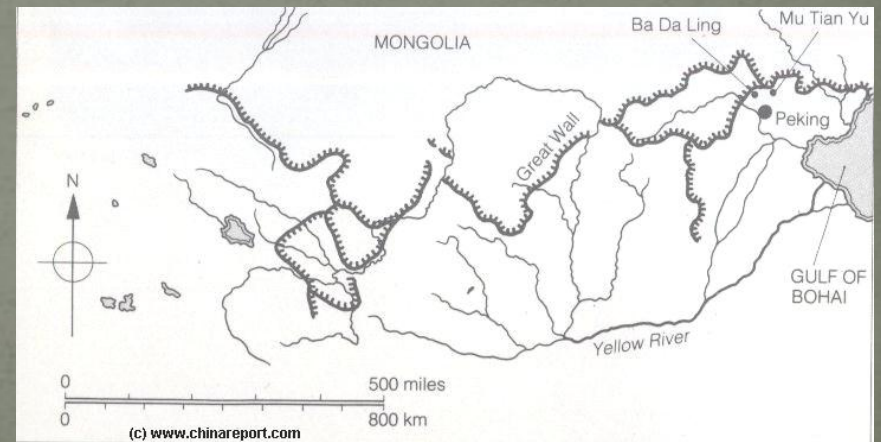 Ba Da Ling
Mu Tian Yu
MONGOLIA
Peking
Great Wall
N
GULF OF
BOHAI
Yellow River
0
500 miles
0
800 km
(c) www.chinareport.com